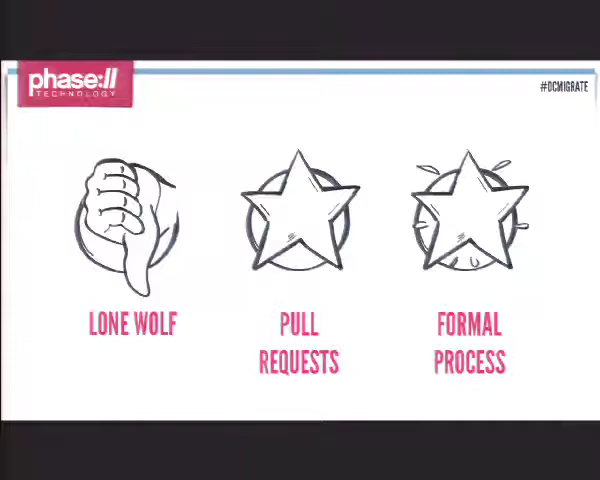 phase://
TECHNOLOGY
#DCMIGRATE
LONE WOLF
PULL
REQUESTS
FORMAL
PROCESS